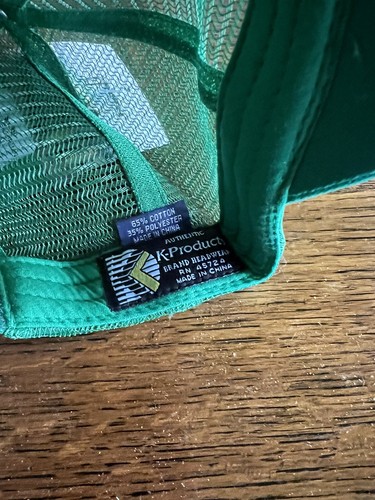 65% COTTON
35% POLYESTER
MADE IN CHINA
AUTHENTIC
K-Products
BRAND HEADWEAR
RN 45724
MADE IN CHINA